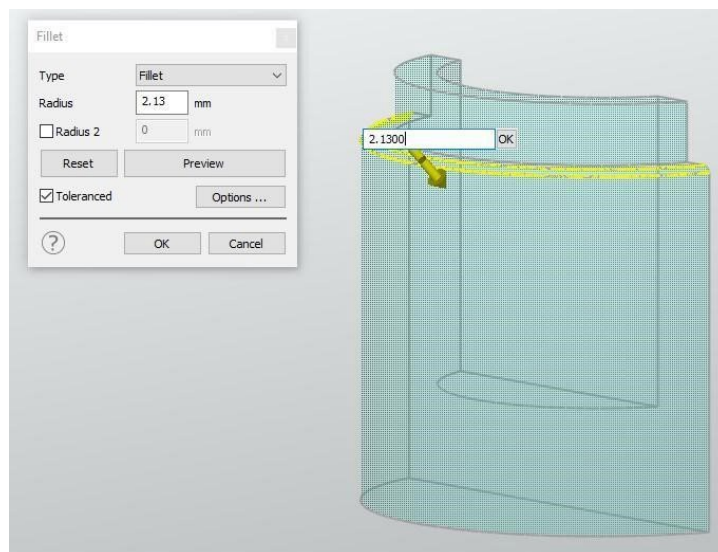 Fillet
Type Fillet
Radius 2.13 mm
Radius 2 0 mm
Reset Preview
Toleranced Options ...
? OK Cancel
2.1300 OK